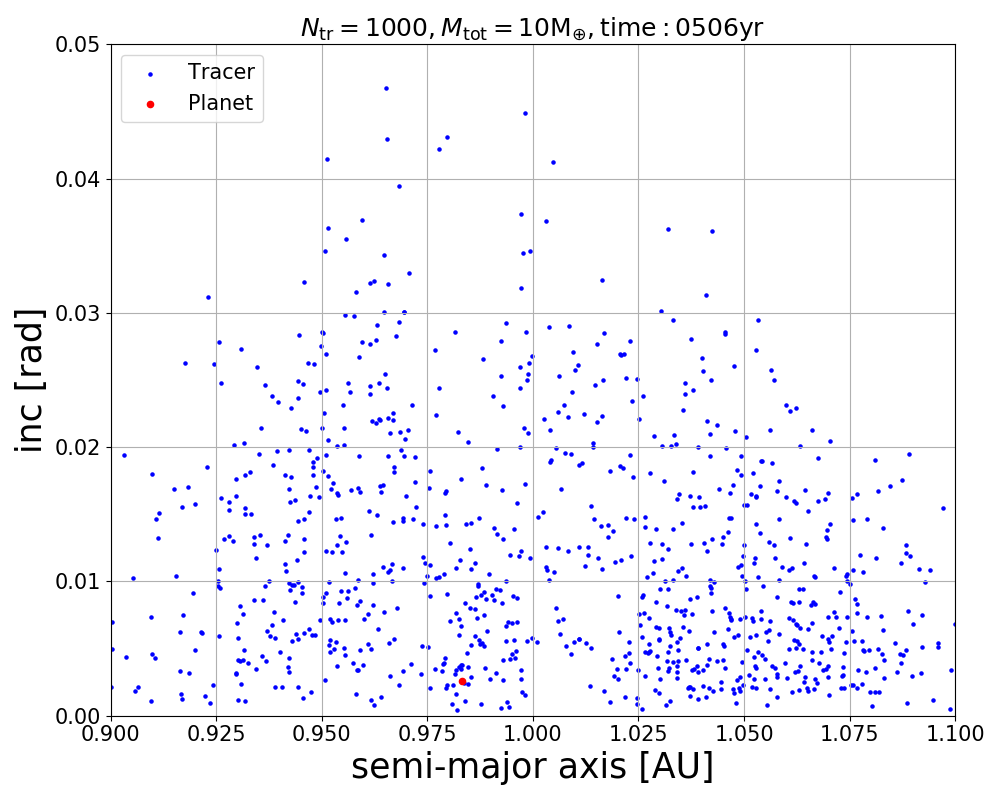 N_tr = 1000, M_tot = 10M_⊕, time : 0506yr
Tracer
Planet
0.05
0.04
0.03
0.02
0.01
0.00
inc [rad]
0.900 0.925 0.950 0.975 1.000 1.025 1.050 1.075 1.100
semi-major axis [AU]